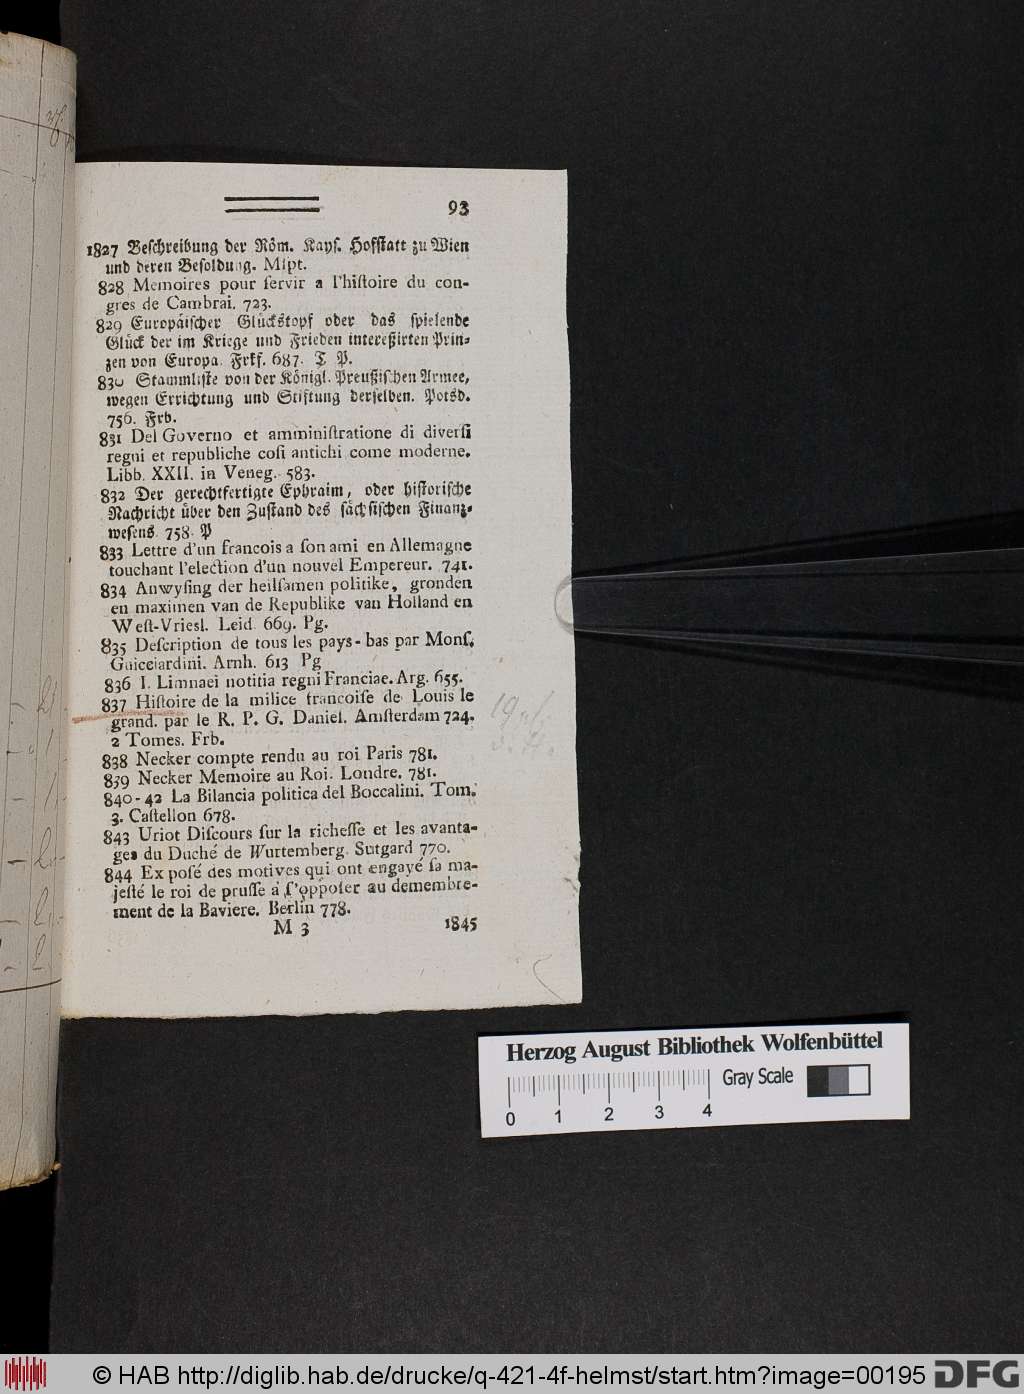 93
1827 Beſchreibung der Röm. Kayſ. Hofſtatt zu Wien
und deren Beſoldung. Mſpt.
828 Memoires pour ſervir a l'hiſtoire du con-
gres de Cambrai. 723.
829 Europäiſcher Glückstopf oder das ſpielende
Glück der im Kriege und Frieden intereßirten Prin-
zen von Europa. Frkf. 687. T. P.
830 Stammliſte von der Königl. Preußiſchen Armee,
wegen Errichtung und Stiftung derſelben. Potsd.
756. Frb.
831 Del Governo et amminiſtratione di diverſi
regni et republiche coſi antichi come moderne.
Libb. XXII. in Veneg. 583.
832 Der gerechtfertigte Ephraim, oder hiſtoriſche
Nachricht über den Zuſtand des ſächſiſchen Finanz-
weſens 758. P
833 Lettre d'un francois a ſon ami en Allemagne
touchant l'election d'un nouvel Empereur. 741.
834 Anwyſing der heilſamen politike, gronden
en maximen van de Republike van Holland en
Weſt-Vriesl. Leid 669. Pg.
835 Deſcription de tous les pays-bas par Monſ.
Guicciardini. Arnh. 613 Pg
836 I. Limnaei notitia regni Franciae. Arg. 655.
837 Hiſtoire de la milice francoiſe de Louis le
grand. par le R. P. G. Daniel. Amſterdam 724.
2 Tomes. Frb.
838 Necker compte rendu au roi Paris 781.
839 Necker Memoire au Roi. Londre. 781.
840-42 La Bilancia politica del Boccalini. Tom.
3. Caſtellon 678.
843 Uriot Diſcours ſur la richeſſe et les avanta-
ges du Duché de Wurtemberg. Sutgard 770.
844 Ex poſé des motives qui ont engayé ſa ma-
jeſté le roi de pruſſe a ſ'oppoſer au demembre-
ment de la Baviere. Berlin 778.
M 3 1845
Herzog August Bibliothek Wolfenbüttel
Gray Scale
0 1 2 3 4
© HAB http://diglib.hab.de/drucke/q-421-4f-helmst/start.htm?image=00195 DFG